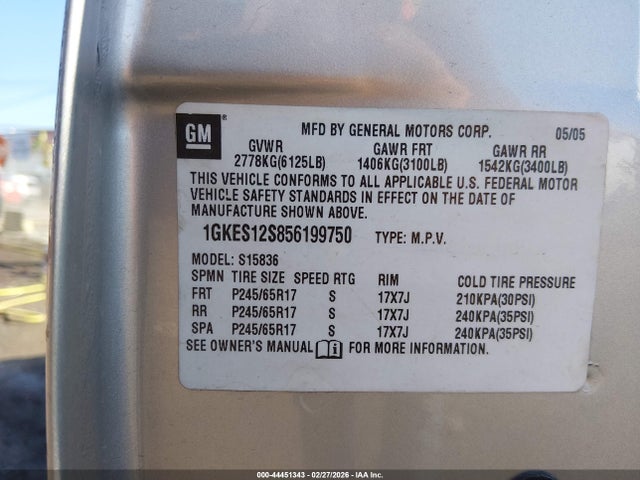 GM®
MFD BY GENERAL MOTORS CORP. 05/05
GVWR GAWR FRT GAWR RR
2778KG(6125LB) 1406KG(3100LB) 1542KG(3400LB)
THIS VEHICLE CONFORMS TO ALL APPLICABLE U.S. FEDERAL MOTOR
VEHICLE SAFETY STANDARDS IN EFFECT ON THE DATE OF
MANUFACTURE SHOWN ABOVE.
1GKES12S856199750 TYPE: M.P.V.
MODEL: S15836
SPMN TIRE SIZE SPEED RTG RIM COLD TIRE PRESSURE
FRT P245/65R17 S 17X7J 210KPA(30PSI)
RR P245/65R17 S 17X7J 240KPA(35PSI)
SPA P245/65R17 S 17X7J 240KPA(35PSI)
SEE OWNER'S MANUAL FOR MORE INFORMATION.
000-44451343 - 02/27/2026 - IAA Inc.